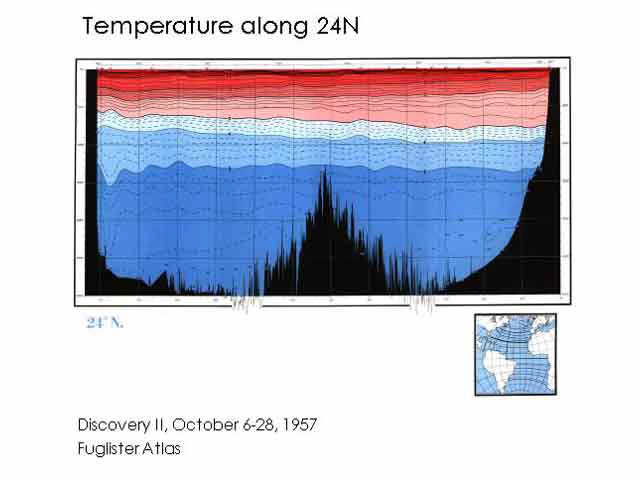 Temperature along 24N
24° N.
Discovery II, October 6-28, 1957
Fuglister Atlas